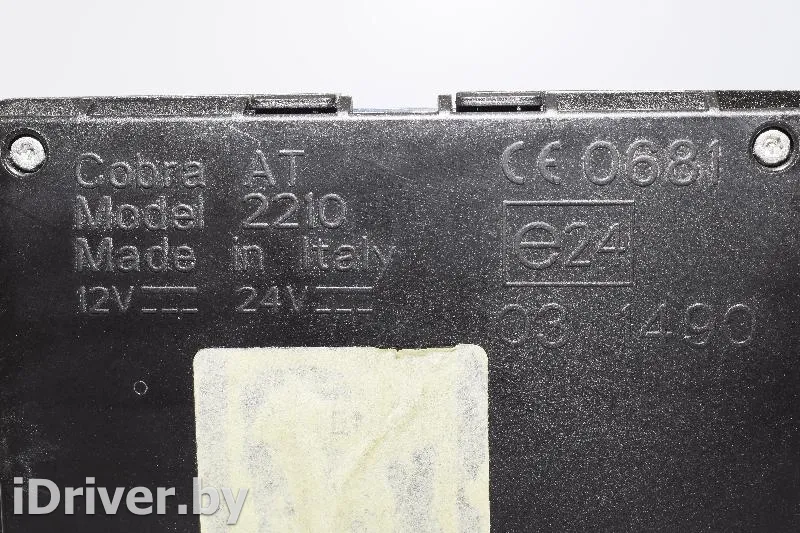 Cobra AT
Model 2210
Made in Italy
12V 24V
CE 0681
e24
03 1490
iDriver.by